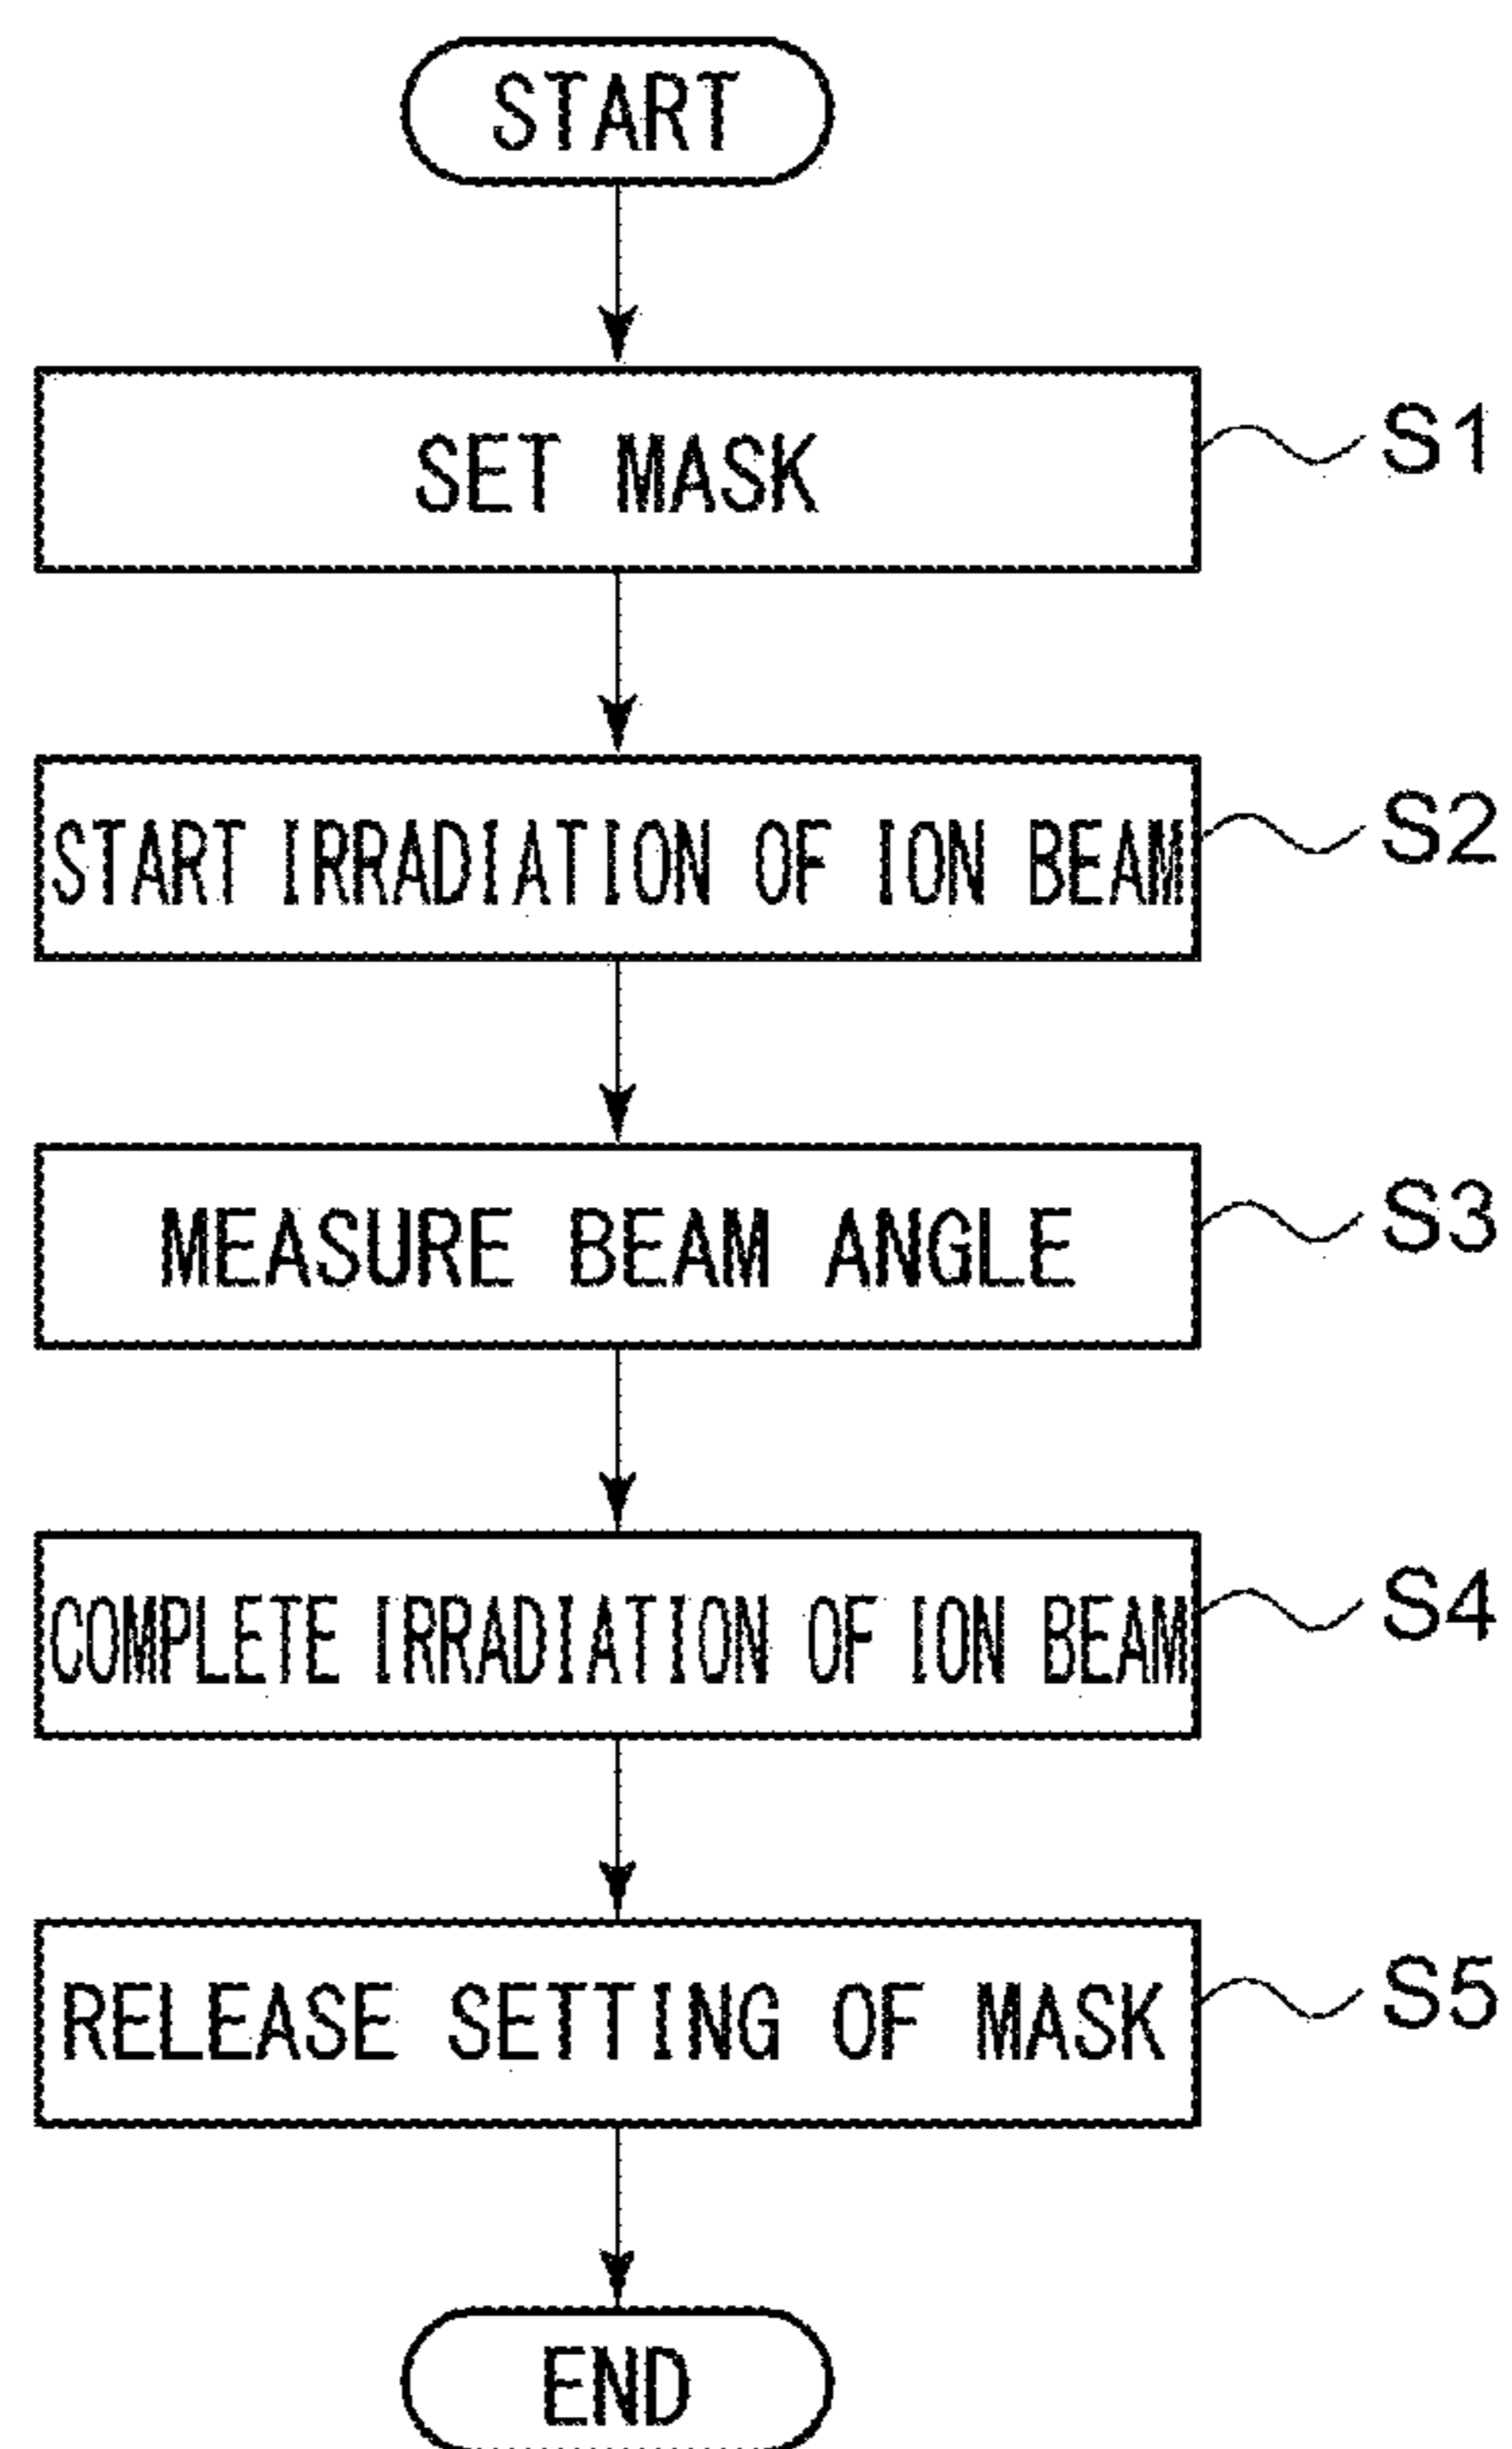 START
SET MASK S1
START IRRADIATION OF ION BEAM S2
MEASURE BEAM ANGLE S3
COMPLETE IRRADIATION OF ION BEAM S4
RELEASE SETTING OF MASK S5
END